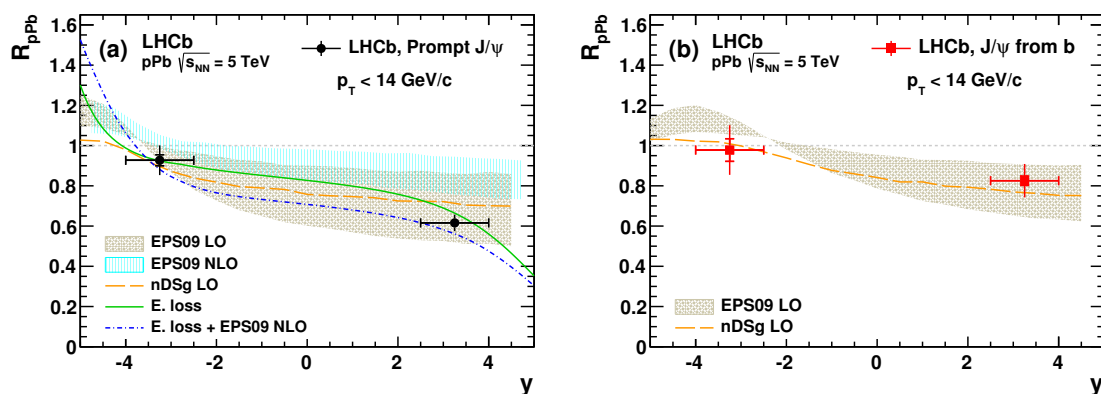 R_pPb
(a)
LHCb
pPb √s_NN = 5 TeV
LHCb, Prompt J/ψ
p_T < 14 GeV/c
EPS09 LO
EPS09 NLO
nDSg LO
E. loss
E. loss + EPS09 NLO
1.6
1.4
1.2
1
0.8
0.6
0.4
0.2
0
-4 -2 0 2 4
y
R_pPb
(b)
LHCb
pPb √s_NN = 5 TeV
LHCb, J/ψ from b
p_T < 14 GeV/c
EPS09 LO
nDSg LO
1.6
1.4
1.2
1
0.8
0.6
0.4
0.2
0
-4 -2 0 2 4
y